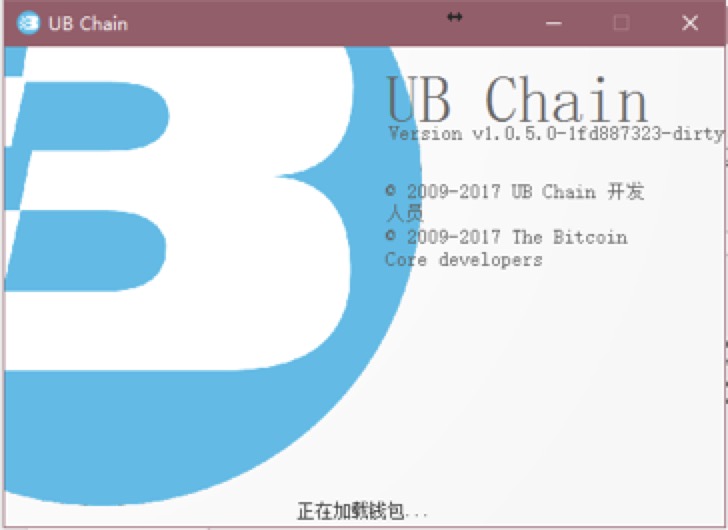 UB Chain
UB Chain
Version v1.0.5.0-1fd887323-dirty
© 2009-2017 UB Chain 开发
人员
© 2009-2017 The Bitcoin
Core developers
正在加载钱包...